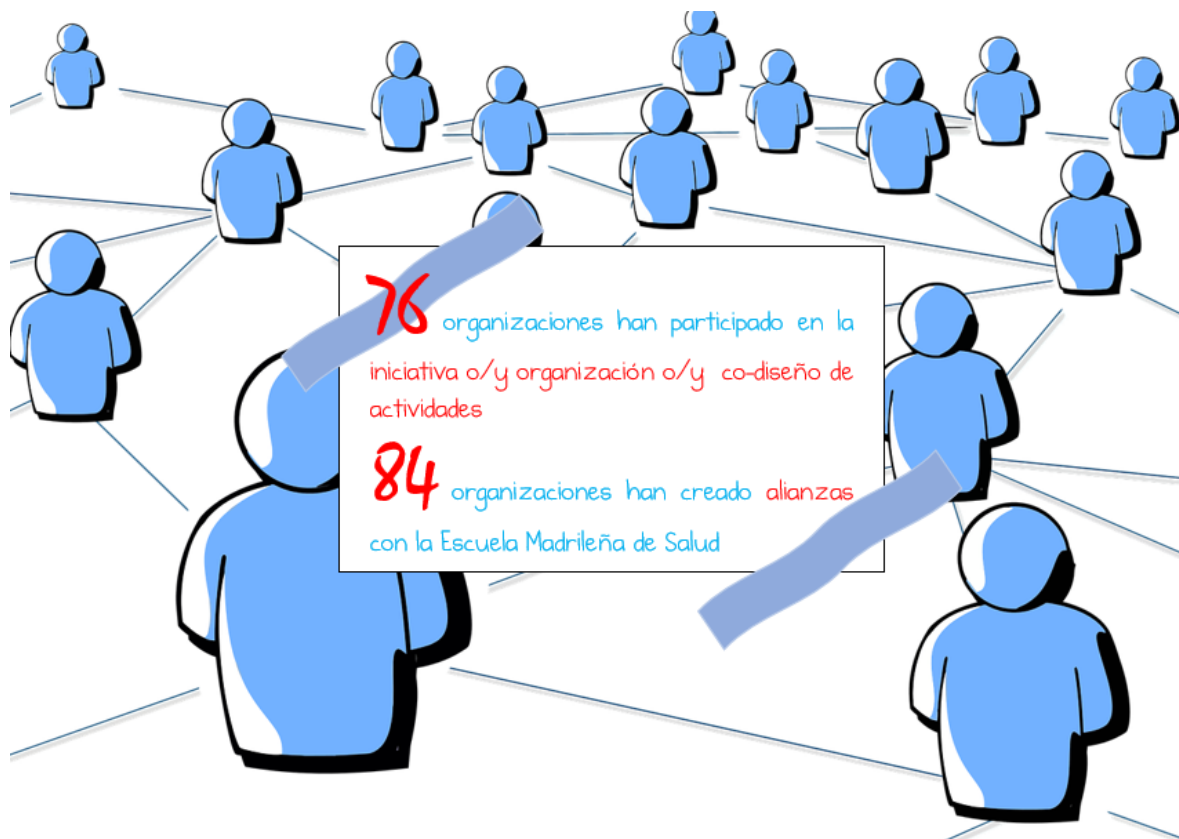 76 organizaciones han participado en la
iniciativa o/y organización o/y co-diseño de
actividades
84 organizaciones han creado alianzas
con la Escuela Madrileña de Salud